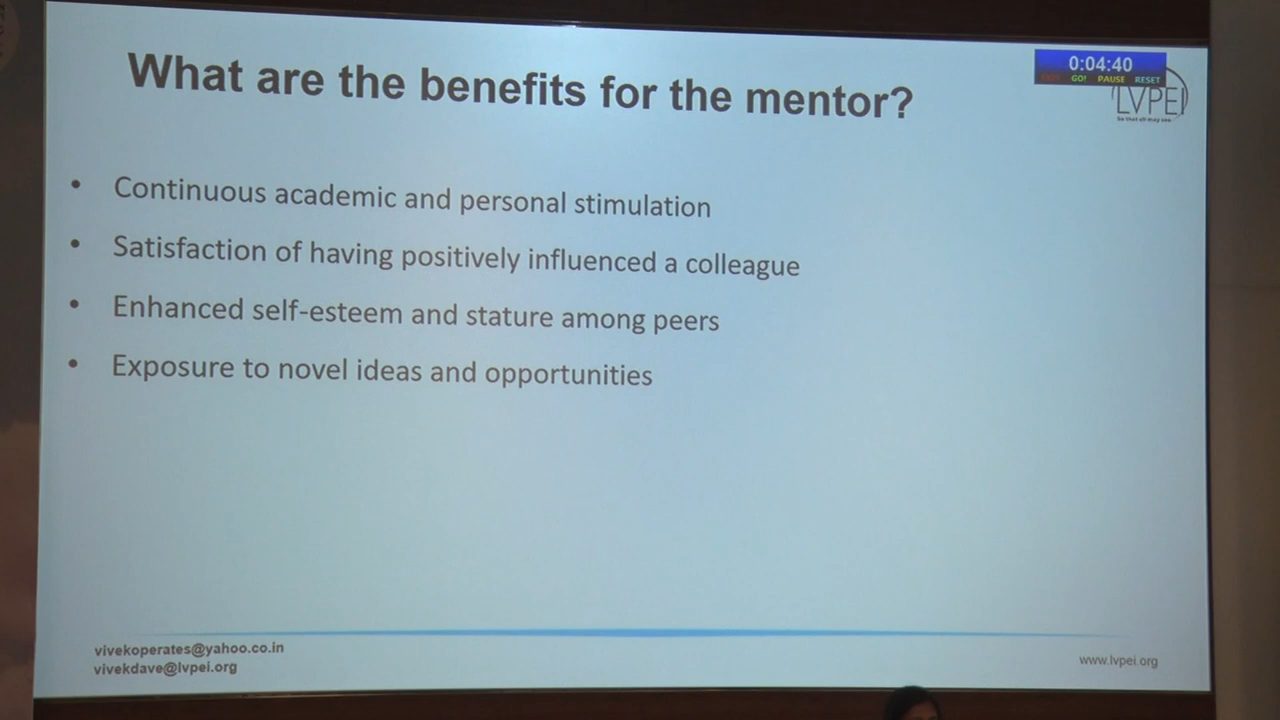 What are the benefits for the mentor?
0:04:40
GO! PAUSE RESET
LVPEI
So that all may see
• Continuous academic and personal stimulation
• Satisfaction of having positively influenced a colleague
• Enhanced self-esteem and stature among peers
• Exposure to novel ideas and opportunities
vivekoperates@yahoo.co.in
vivekdave@lvpei.org
www.lvpei.org